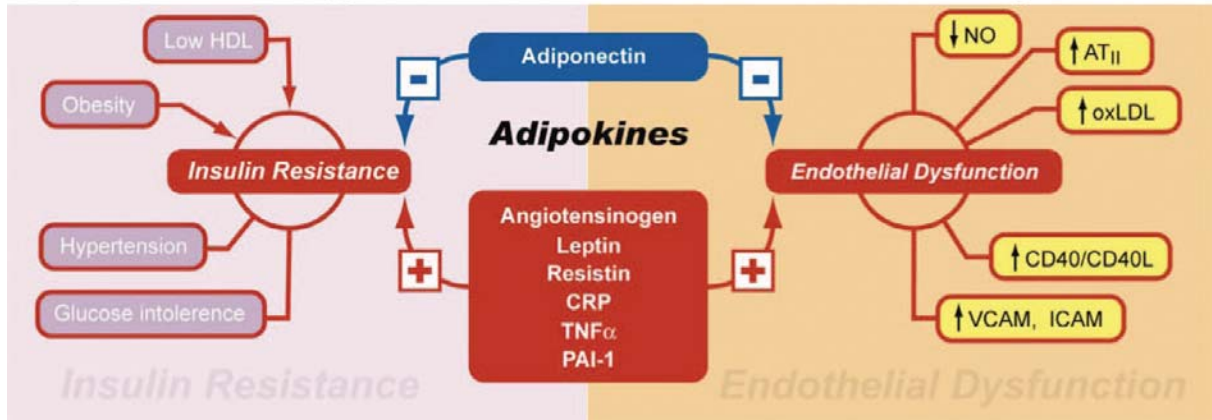 Low HDL
Obesity
Insulin Resistance
Hypertension
Glucose intolerence
Adiponectin
-
-
Adipokines
Angiotensinogen
Leptin
Resistin
CRP
TNFα
PAI-1
+
+
↓NO
↑ATII
↑oxLDL
Endothelial Dysfunction
↑CD40/CD40L
↑VCAM, ICAM
Insulin Resistance
Endothelial Dysfunction